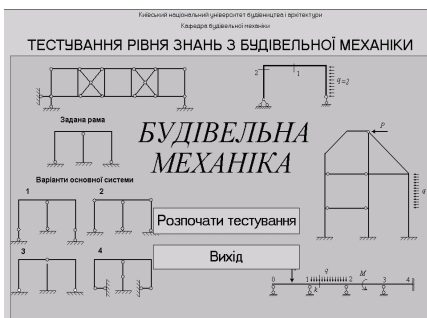 Київський національний університет будівництва і архітектури
Кафедра будівельної механіки
ТЕСТУВАННЯ РІВНЯ ЗНАНЬ З БУДІВЕЛЬНОЇ МЕХАНІКИ
2
1
q=2
Задана рама
P
БУДІВЕЛЬНА
МЕХАНІКА
Варіанти основної системи
1
2
q
Розпочати тестування
3
4
Вихід
q
M
0
1
2
3
4
k